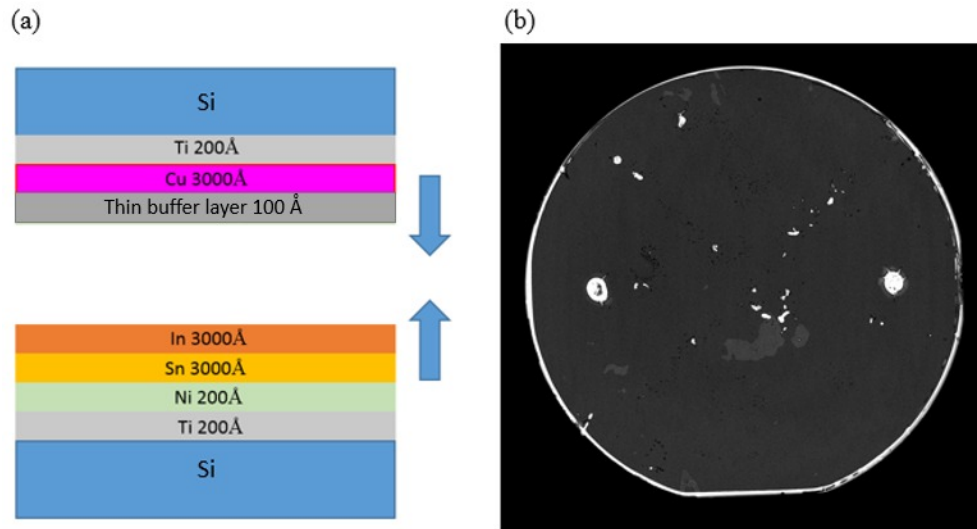 (a)
(b)
Si
Ti 200Å
Cu 3000Å
Thin buffer layer 100 Å
In 3000Å
Sn 3000Å
Ni 200Å
Ti 200Å
Si